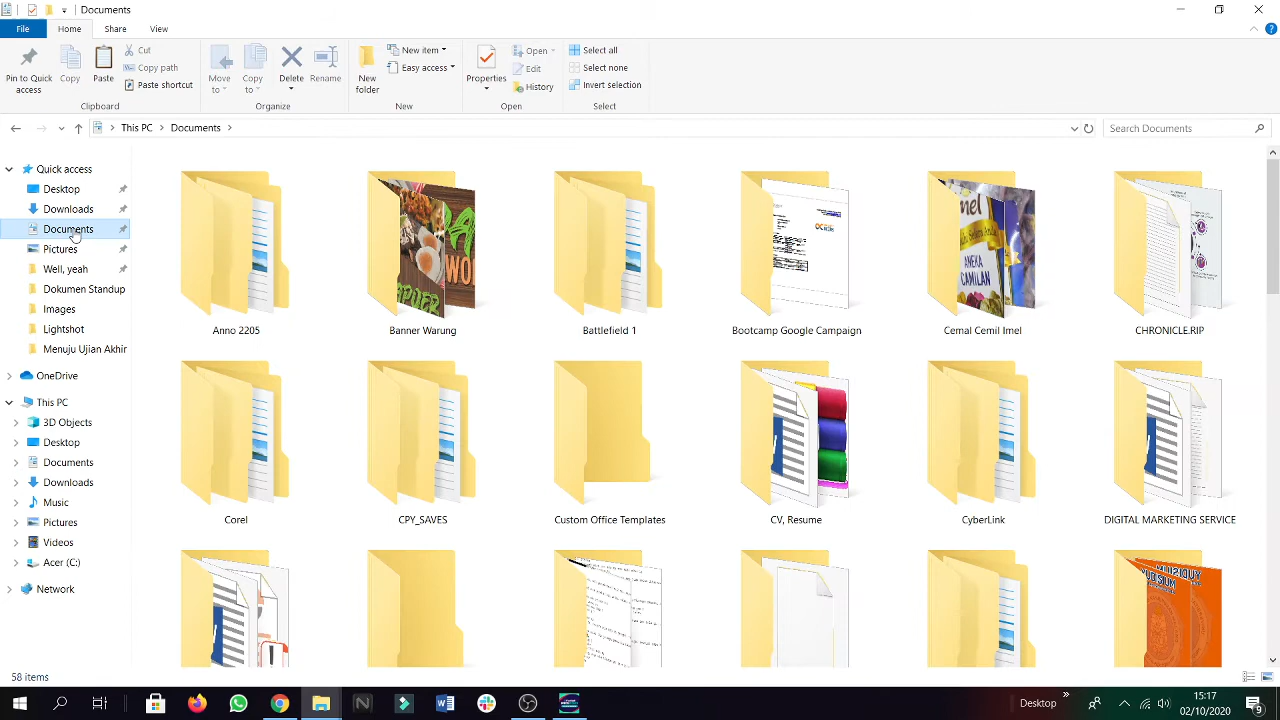 Documents
File
Home
Share
View
Pin to Quick access
Copy
Paste
Cut
Copy path
Paste shortcut
Clipboard
Move to
Copy to
Delete
Rename
Organize
New folder
New item
Easy access
New
Properties
Open
Edit
History
Open
Select all
Select none
Invert selection
Select
This PC
Documents
Search Documents
Quick access
Desktop
Downloads
Documents
Pictures
Well, yeah
Dokumen Standup
Images
Lightshot
Menuju Ujian Akhir
OneDrive
This PC
3D Objects
Desktop
Documents
Downloads
Music
Pictures
Videos
Acer (C:)
Network
ANEKA
CAMILAN
Anno 2205
Banner Warung
Battlefield 1
Bootcamp Google Campaign
Cemal Cemil Imel
CHRONICLE.RIP
Corel
CPY_SAVES
Custom Office Templates
CV, Resume
CyberLink
DIGITAL MARKETING SERVICE
58 items
Desktop
15:17
02/10/2020